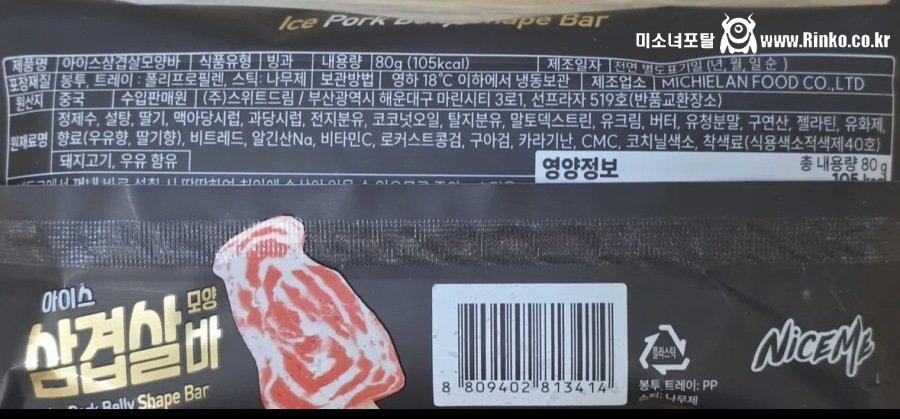 Ice Pork Belly Shape Bar
미소녀포탈 www.Rinko.co.kr
제품명 아이스삼겹살모양바 식품유형 빙과 내용량 80g (105kcal) 제조일자 전면 별도표기일 (년, 월, 일 순)
포장재질 봉투, 트레이 : 폴리프로필렌, 스틱: 나무제 보관방법 영하 18℃ 이하에서 냉동보관 제조업소 MICHIELAN FOOD CO.,LTD
원산지 중국 수입판매원 (주)스위트드림 / 부산광역시 해운대구 마린시티 3로1, 선프라자 519호(반품교환장소)
원재료명 정제수, 설탕, 딸기, 맥아당시럽, 과당시럽, 전지분유, 코코넛오일, 탈지분유, 말토덱스트린, 유크림, 버터, 유청분말, 구연산, 젤라틴, 유화제,
향료(우유향, 딸기향), 비트레드, 알긴산Na, 비타민C, 로커스트콩검, 구아검, 카라기난, CMC, 코치닐색소, 착색료(식용색소적색제40호)
돼지고기, 우유 함유
영양정보 총 내용량 80 g
105 kcal
아이스
삼겹살 모양 바
Pork Belly Shape Bar
8 809402 813414
플라스틱
봉투, 트레이: PP
스틱: 나무제
NICEME